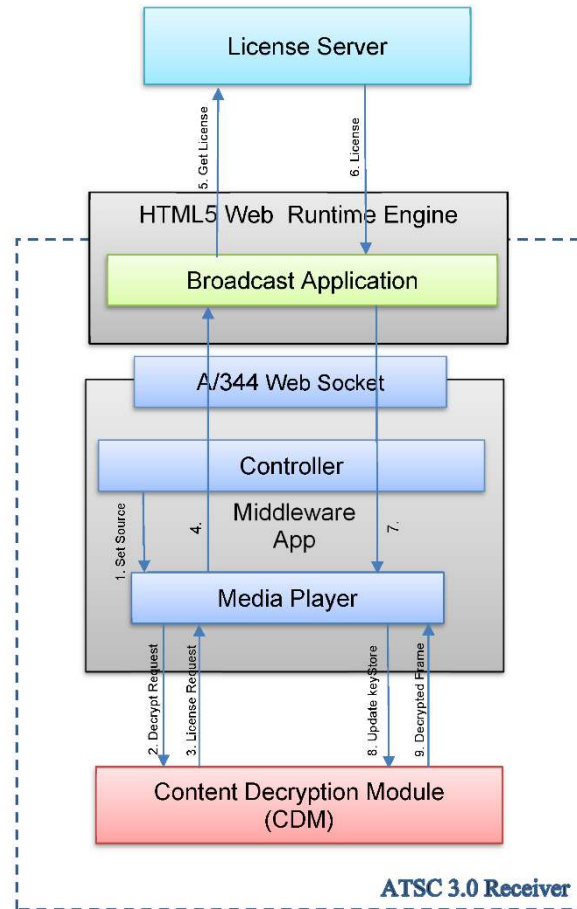 License Server
5. Get License
6. License
HTML5 Web Runtime Engine
Broadcast Application
A/344 Web Socket
Controller
1. Set Source
4.
Middleware
App
7.
Media Player
2. Decrypt Request
3. License Request
8. Update keyStore
9. Decrypted Frame
Content Decryption Module
(CDM)
ATSC 3.0 Receiver